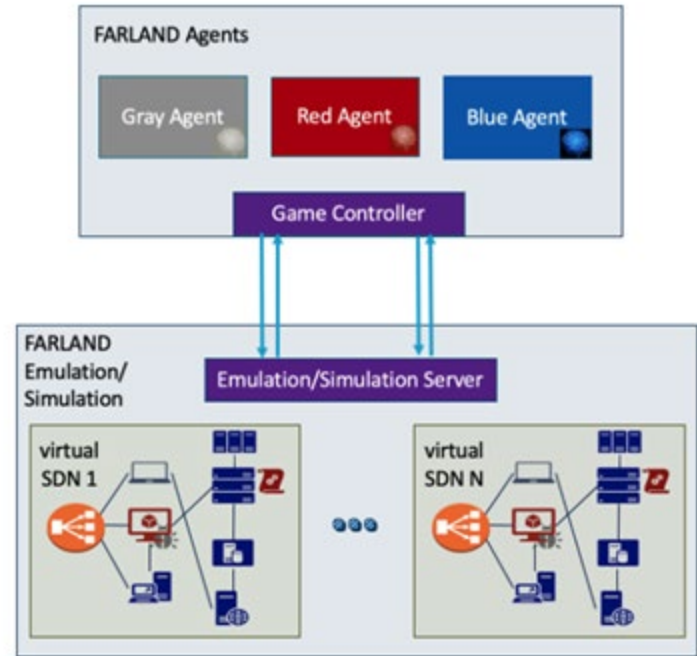 FARLAND Agents
Gray Agent
Red Agent
Blue Agent
Game Controller
FARLAND
Emulation/
Simulation
Emulation/Simulation Server
virtual
SDN 1
virtual
SDN N